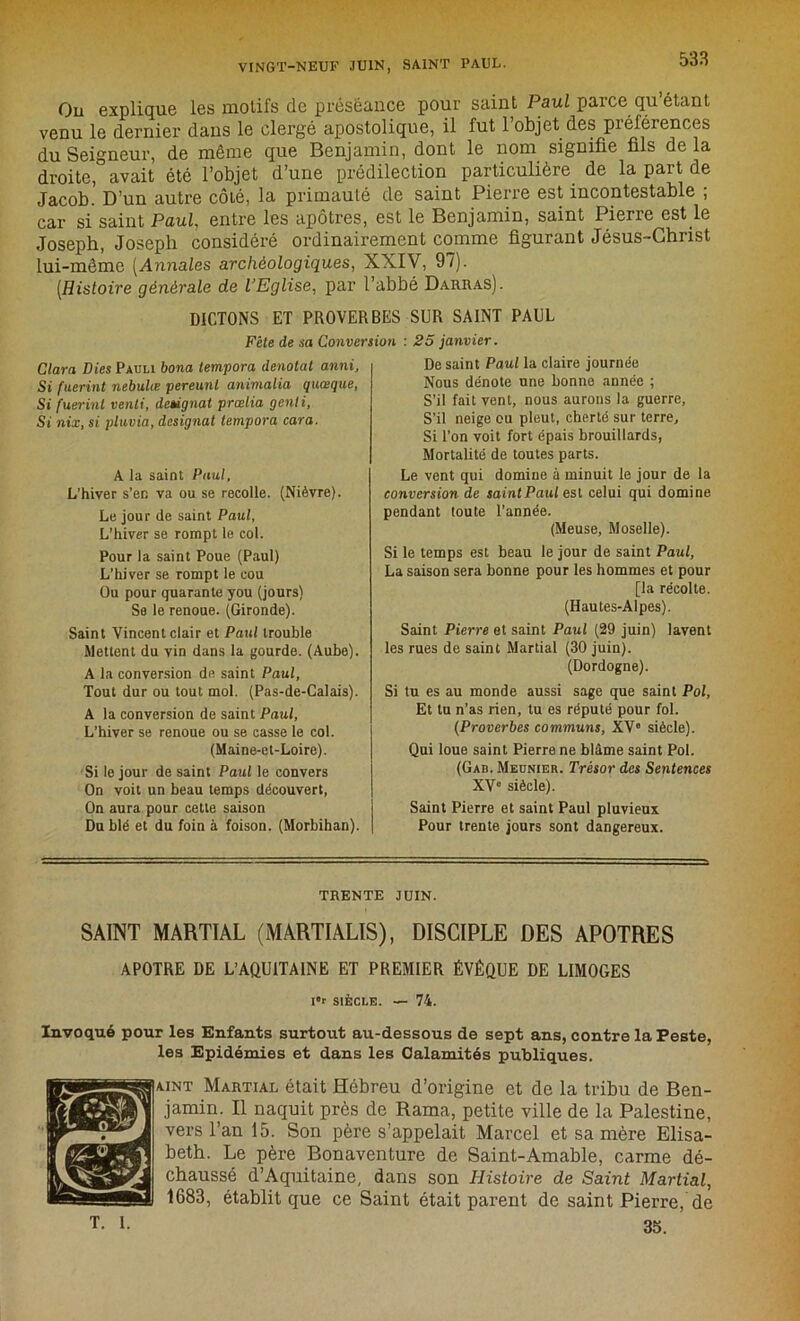 VINGT-NEUF JUIN, SAINT PAUL.
533
On explique les motifs de préséance pour saint Paul parce qu'étant
venu le dernier dans le clergé apostolique, il fut l'objet des préférences
du Seigneur, de même que Benjamin, dont le nom signifie fils de la
droite, avait été l'objet d'une prédilection particulière de la part de
Jacob. D'un autre côté, la primauté de saint Pierre est incontestable ;
car si saint Paul, entre les apôtres, est le Benjamin, saint Pierre est le
Joseph, Joseph considéré ordinairement comme figurant Jésus-Christ
lui-même (Annales archéologiques, XXIV, 97).
(Histoire générale de l'Eglise, par l'abbé DARRAS).
DICTONS ET PROVERBES SUR SAINT PAUL
Fête de sa Conversion : 25 janvier.
Clara Dies PAULI bona tempora denotat anni,
Si fuerint nebulæ pereunt animalia quæque,
Si fuerint venti, designat prælia genti,
Si nix, si pluvia, designat tempora cara.
A la saint Paul,
L'hiver s'en va ou se recolle. (Nièvre).
Le jour de saint Paul,
L'hiver se rompt le col.
Pour la saint Poue (Paul)
L'hiver se rompt le cou
Ou pour quarante you (jours)
Se le renoue. (Gironde).
Saint Vincent clair et Paul trouble
Mettent du vin dans la gourde. (Aube).
A la conversion de saint Paul,
Tout dur ou tout mol. (Pas-de-Calais).
A la conversion de saint Paul,
L'hiver se renoue ou se casse le col.
(Maine-et-Loire).
Si le jour de saint Paul le convers
On voit un beau temps découvert,
On aura pour cette saison
Du blé et du foin à foison. (Morbihan).
De saint Paul la claire journée
Nous dénote une bonne année ;
S'il fait vent, nous aurons la guerre,
S'il neige ou pleut, cherté sur terre,
Si l'on voit fort épais brouillards,
Mortalité de toutes parts.
Le vent qui domine à minuit le jour de la
conversion de saint Paul est celui qui domine
pendant toute l'année.
(Meuse, Moselle).
Si le temps est beau le jour de saint Paul,
La saison sera bonne pour les hommes et pour
[la récolte.
(Hautes-Alpes).
Saint Pierre et saint Paul (29 juin) lavent
les rues de saint Martial (30 juin).
(Dordogne).
Si tu es au monde aussi sage que saint Pol,
Et tu n'as rien, tu es réputé pour fol.
(Proverbes communs, XVe siècle).
Qui loue saint Pierre ne blâme saint Pol.
(GAB. MEUNIER. Trésor des Sentences
XVe siècle).
Saint Pierre et saint Paul pluvieux
Pour trente jours sont dangereux.
TRENTE JUIN.
SAINT MARTIAL (MARTIALIS), DISCIPLE DES APOTRES
APOTRE DE L'AQUITAINE ET PREMIER ÉVÊQUE DE LIMOGES
Ier SIÈCLE. — 74.
Invoqué pour les Enfants surtout au-dessous de sept ans, contre la Peste,
les Epidémies et dans les Calamités publiques.
SAINT MARTIAL était Hébreu d'origine et de la tribu de Ben-
jamin. Il naquit près de Rama, petite ville de la Palestine,
vers l'an 15. Son père s'appelait Marcel et sa mère Elisa-
beth. Le père Bonaventure de Saint-Amable, carme dé-
chaussé d'Aquitaine, dans son Histoire de Saint Martial,
1683, établit que ce Saint était parent de saint Pierre, de
T. I.
35.